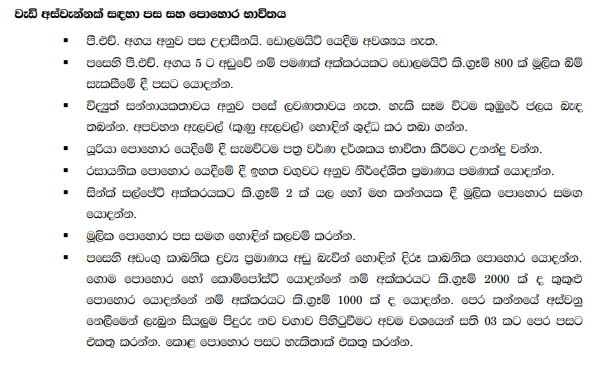 වැඩි අස්වැන්නක් සඳහා පස සහ පොහොර භාවිතය
▪ පී.එච්. අගය අනුව පස උදාසීනයි. ඩොලමයිට් යෙදීම අවශ්‍යය නැත.
▪ පසෙහි පී.එච්. අගය 5 ට අඩුවේ නම් පමණක් අක්කරයකට ඩොලමයිට් කි.ග්‍රෑම් 800 ක් මූලික බිම්
සැකසීමේ දී පසට යොදන්න.
▪ විද්‍යුත් සන්නායකතාවය අනුව පසේ ලවණතාවය නැත. හැකි සෑම විටම කුඹුරේ ජලය බැඳ
තබන්න. අපවහන ඇලවල් (කුණු ඇලවල්) හොඳින් ශුද්ධ කර තබා ගන්න.
▪ යූරියා පොහොර යෙදීමේ දී සැමවිටම පත්‍ර වර්ණ දර්ශකය භාවිතා කිරීමට උනන්දු වන්න.
▪ රසායනික පොහොර යෙදීමේ දී ඉහත වගුවට අනුව නිර්දේශිත ප්‍රමාණය පමණක් යොදන්න.
▪ සින්ක් සල්පේට් අක්කරයකට කි.ග්‍රෑම් 2 ක් යල හෝ මහ කන්නයක දී මූලික පොහොර සමඟ
යොදන්න.
▪ මූලික පොහොර පස සමඟ හොඳින් කලවම් කරන්න.
▪ පසෙහි අඩංගු කාබනික ද්‍රව්‍ය ප්‍රමාණය අඩු බැවින් හොඳින් දිරූ කාබනික පොහොර යොදන්න.
ගොම පොහොර හෝ කොම්පෝස්ට් යොදන්නේ නම් අක්කරයට කි.ග්‍රෑම් 2000 ක් ද කුකුළු
පොහොර යොදන්නේ නම් අක්කරයට කි.ග්‍රෑම් 1000 ක් ද යොදන්න. පෙර කන්නයේ අස්වනු
නෙලීමෙන් ලැබුන සියලුම පිදුරු නව වගාව පිහිටුවීමට අවම වශයෙන් සති 03 කට පෙර පසට
එකතු කරන්න. කොළ පොහොර පසට හැකිතාක් එකතු කරන්න.